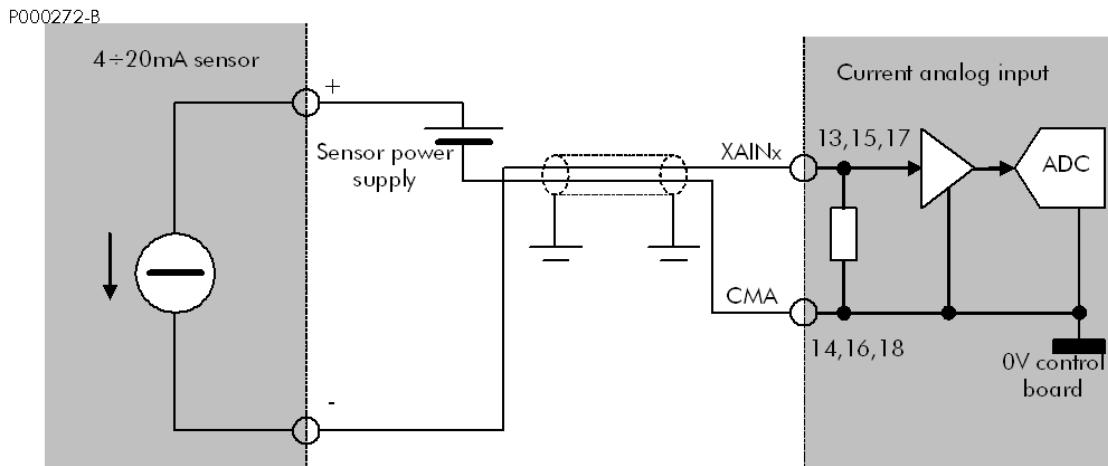 P000272-B
4÷20mA sensor
+
Sensor power
supply
-
XAINx
CMA
Current analog input
13,15,17
ADC
14,16,18
0V control
board